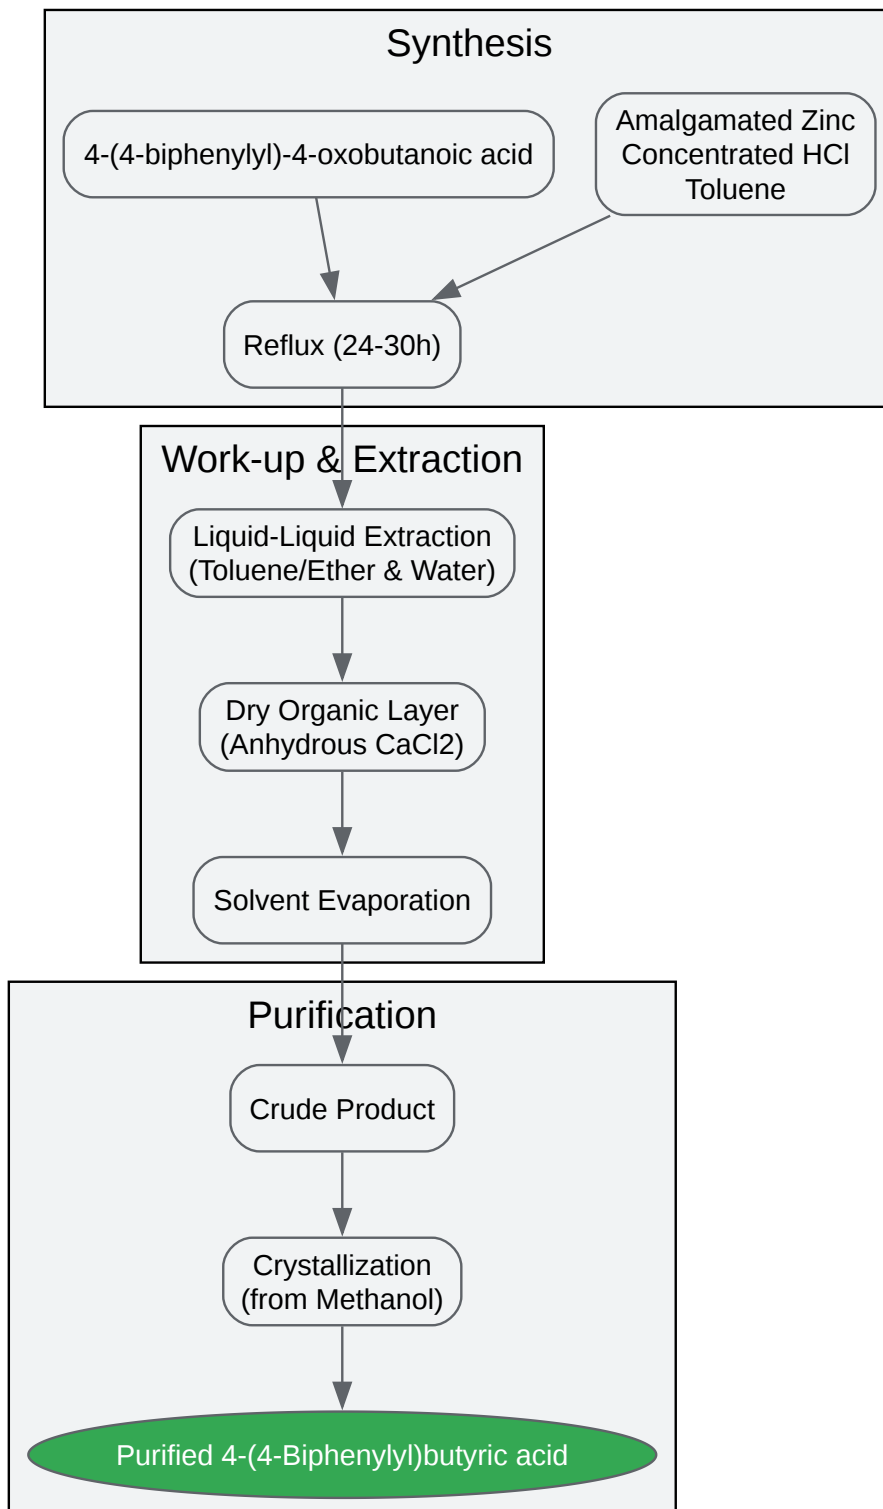 Synthesis
4-(4-biphenylyl)-4-oxobutanoic acid
Amalgamated Zinc
Concentrated HCl
Toluene
Reflux (24-30h)
Work-up & Extraction
Liquid-Liquid Extraction
(Toluene/Ether & Water)
Dry Organic Layer
(Anhydrous CaCl2)
Solvent Evaporation
Purification
Crude Product
Crystallization
(from Methanol)
Purified 4-(4-Biphenylyl)butyric acid